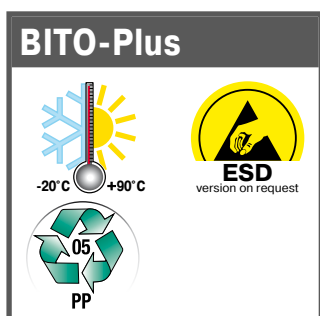 BITO-Plus
-20°C +90°C
ESD
version on request
05
PP